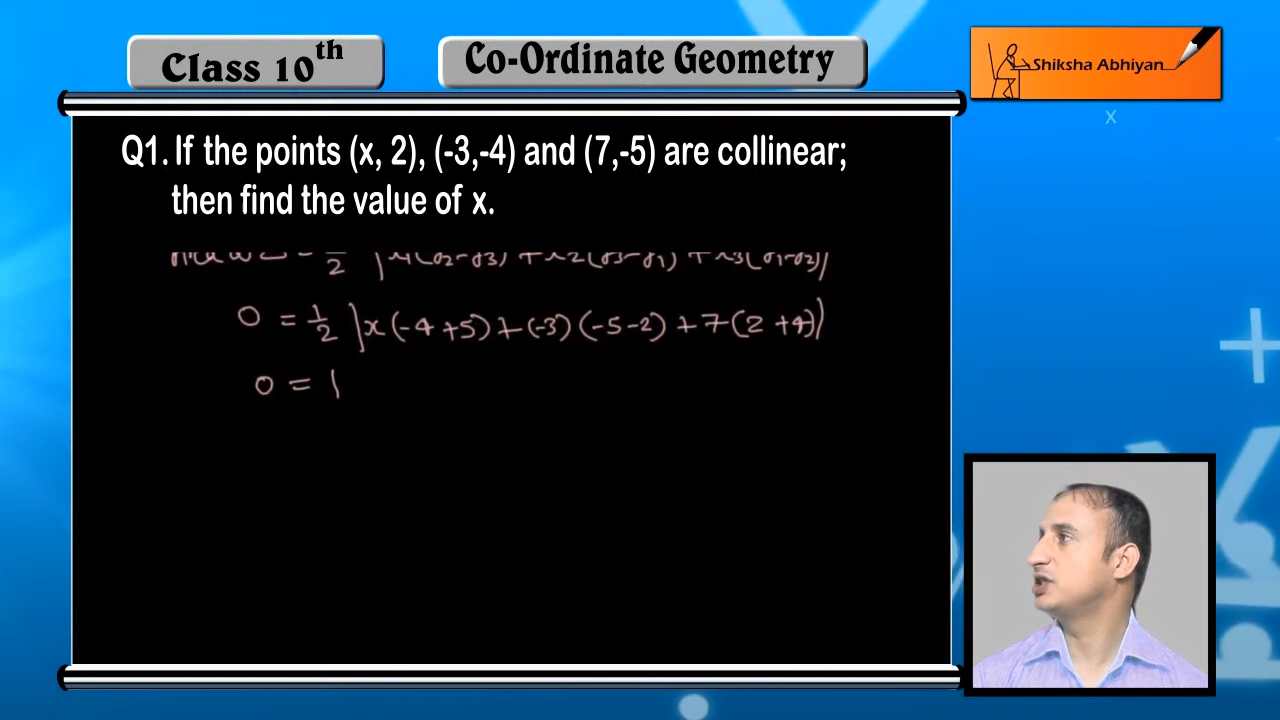 Class 10th
Co-Ordinate Geometry
Shiksha Abhiyan
x
Q1. If the points (x, 2), (-3,-4) and (7,-5) are collinear;
then find the value of x.
0 = 1/2 |x(-4+5)+(-3)(-5-2)+7(2+4)|
0 = |